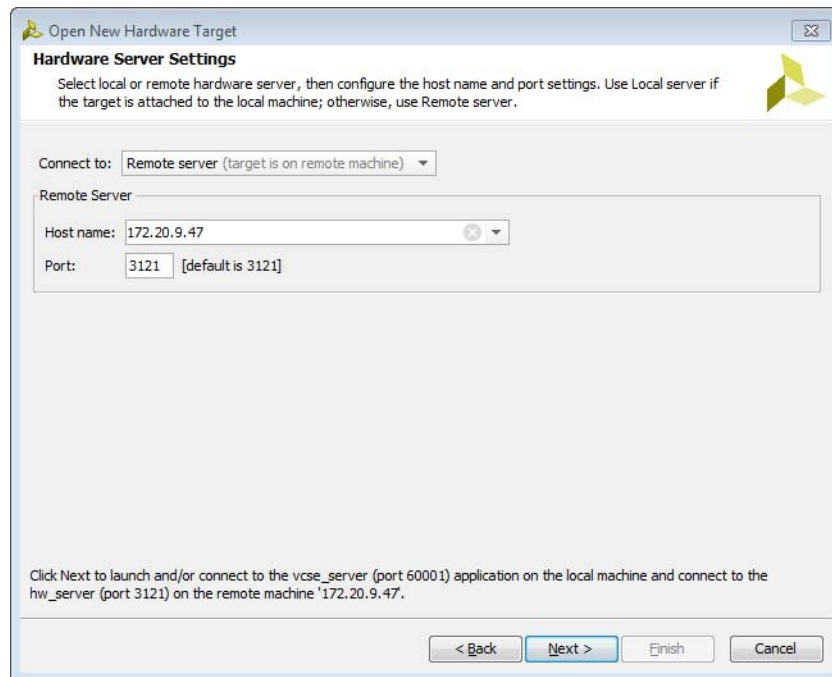 Open New Hardware Target
Hardware Server Settings
Select local or remote hardware server, then configure the host name and port settings. Use Local server if
the target is attached to the local machine; otherwise, use Remote server.
Connect to: Remote server (target is on remote machine)
Remote Server
Host name: 172.20.9.47
Port: 3121 [default is 3121]
Click Next to launch and/or connect to the vcse_server (port 60001) application on the local machine and connect to the
hw_server (port 3121) on the remote machine '172.20.9.47'.
< Back Next > Finish Cancel